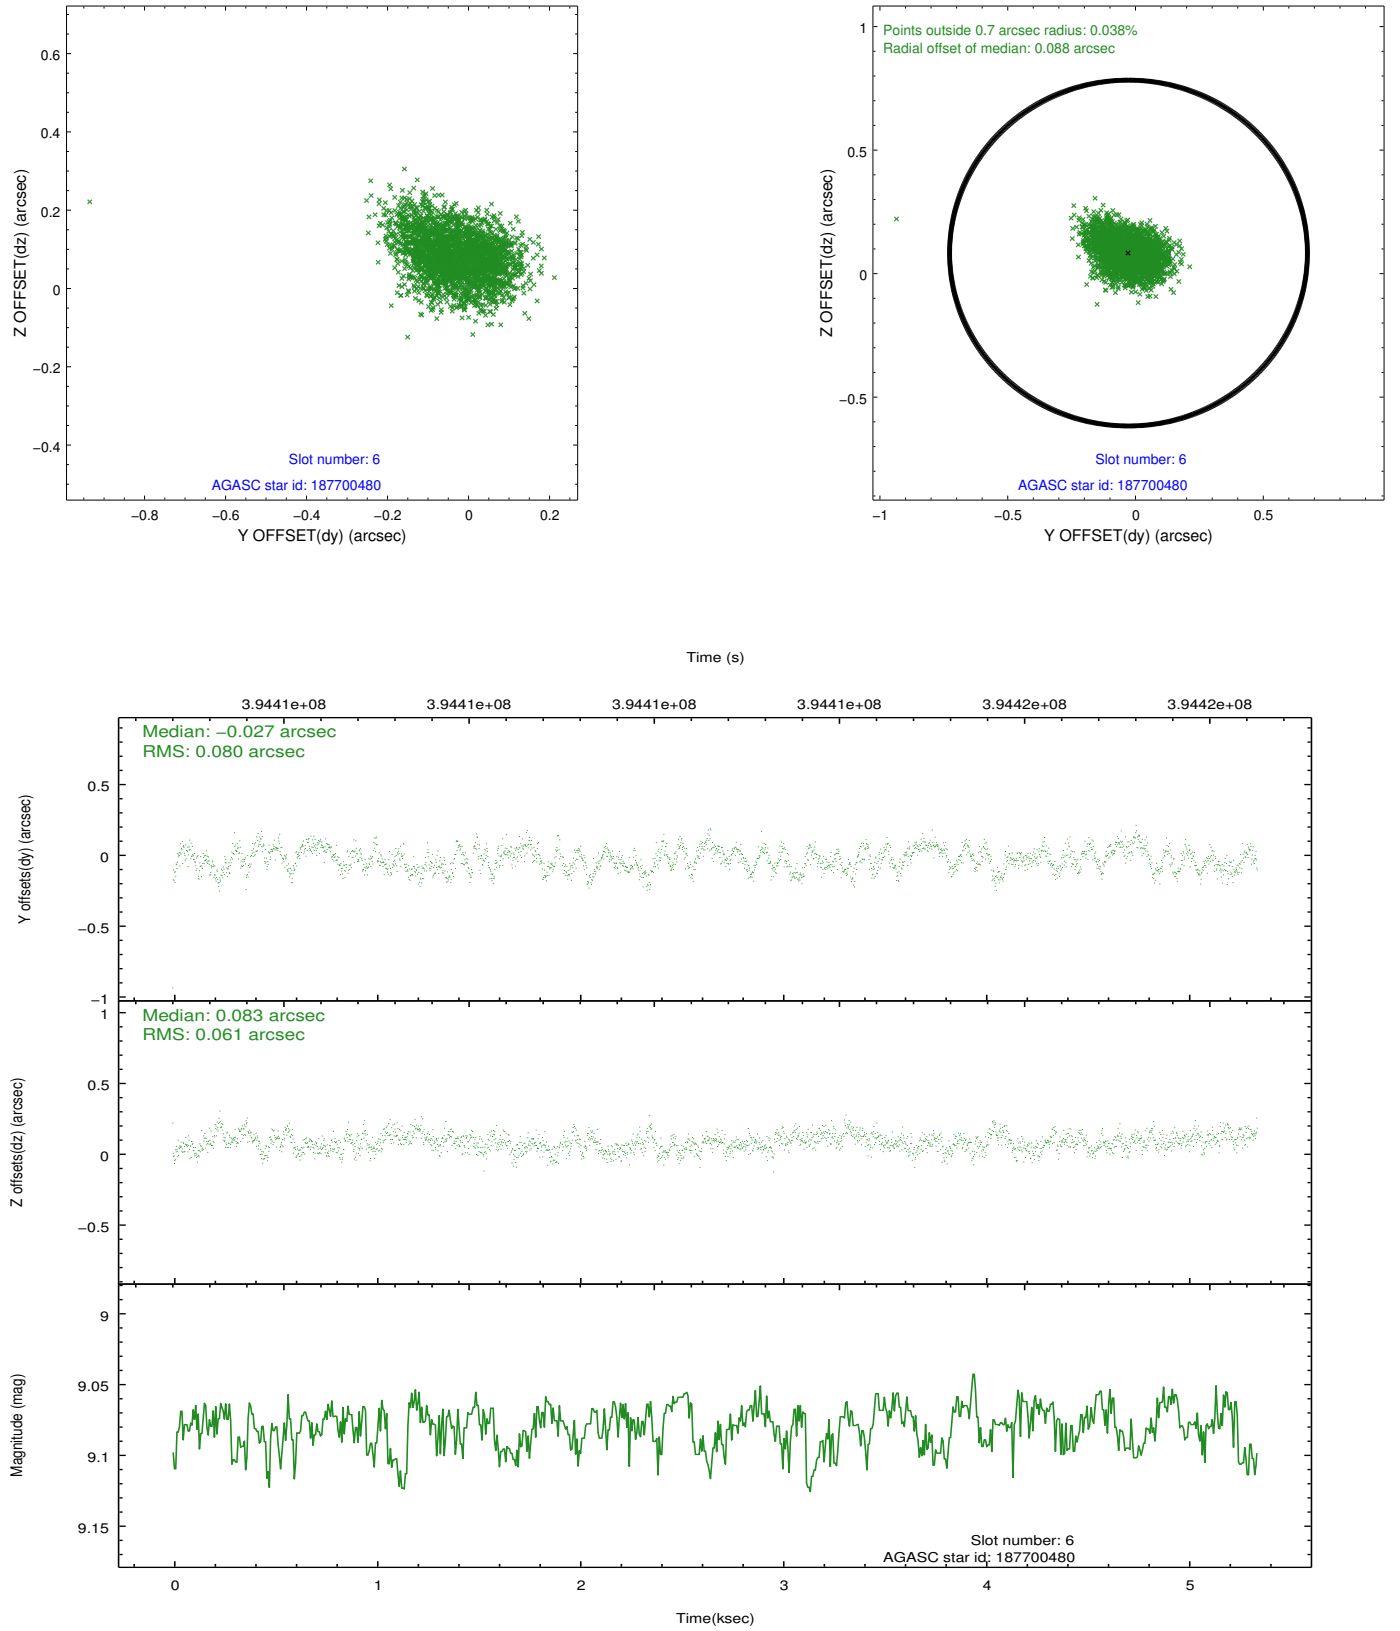 0.6
0.4
0.2
0
−0.2
−0.4
Z OFFSET(dz) (arcsec)
Slot number: 6
AGASC star id: 187700480
−0.8 −0.6 −0.4 −0.2 0 0.2
Y OFFSET(dy) (arcsec)
Points outside 0.7 arcsec radius: 0.038%
Radial offset of median: 0.088 arcsec
1
0.5
0
−0.5
Z OFFSET(dz) (arcsec)
Slot number: 6
AGASC star id: 187700480
−1 −0.5 0 0.5
Y OFFSET(dy) (arcsec)
Time (s)
3.9441e+08 3.9441e+08 3.9441e+08 3.9441e+08 3.9442e+08 3.9442e+08
Median: −0.027 arcsec
RMS: 0.080 arcsec
0.5
0
−0.5
−1
Y offsets(dy) (arcsec)
Median: 0.083 arcsec
RMS: 0.061 arcsec
1
0.5
0
−0.5
Z offsets(dz) (arcsec)
9
9.05
9.1
9.15
Magnitude (mag)
Slot number: 6
AGASC star id: 187700480
0 1 2 3 4 5
Time(ksec)